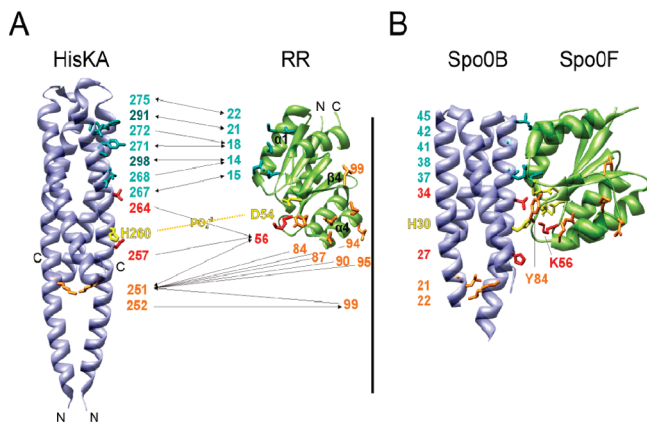 A
HisKA
RR
275
291
272
271
298
268
267
264
H260
257
251
252
22
21
18
14
15
PO₃⁻²
D54
56
N C
α1
β4
99
α4
94
84
87
90
95
99
C
C
N
N
B
Spo0B
Spo0F
45
42
41
38
37
34
H30
27
21
22
Y84
K56